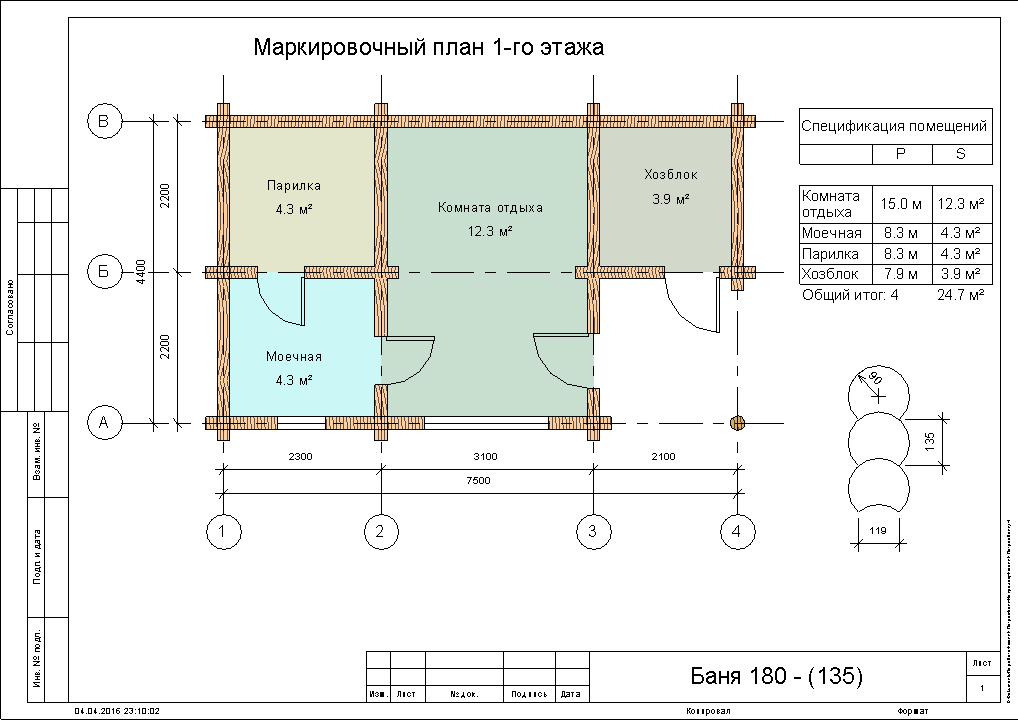 Маркировочный план 1-го этажа
В
Б
А
2200
4400
2200
Парилка
4.3 м²
Комната отдыха
12.3 м²
Хозблок
3.9 м²
Моечная
4.3 м²
2300
3100
2100
7500
1
2
3
4
Спецификация помещений
P S
Комната отдыха 15.0 м 12.3 м²
Моечная 8.3 м 4.3 м²
Парилка 8.3 м 4.3 м²
Хозблок 7.9 м 3.9 м²
Общий итог: 4 24.7 м²
90
135
119
Согласовано
Взам. инв. №
Подп. и дата
Инв. № подл.
Изм. Лист №док. Подпись Дата
Баня 180 - (135)
Лист
1
04.04.2016 23:10:02
Копировал
Формат